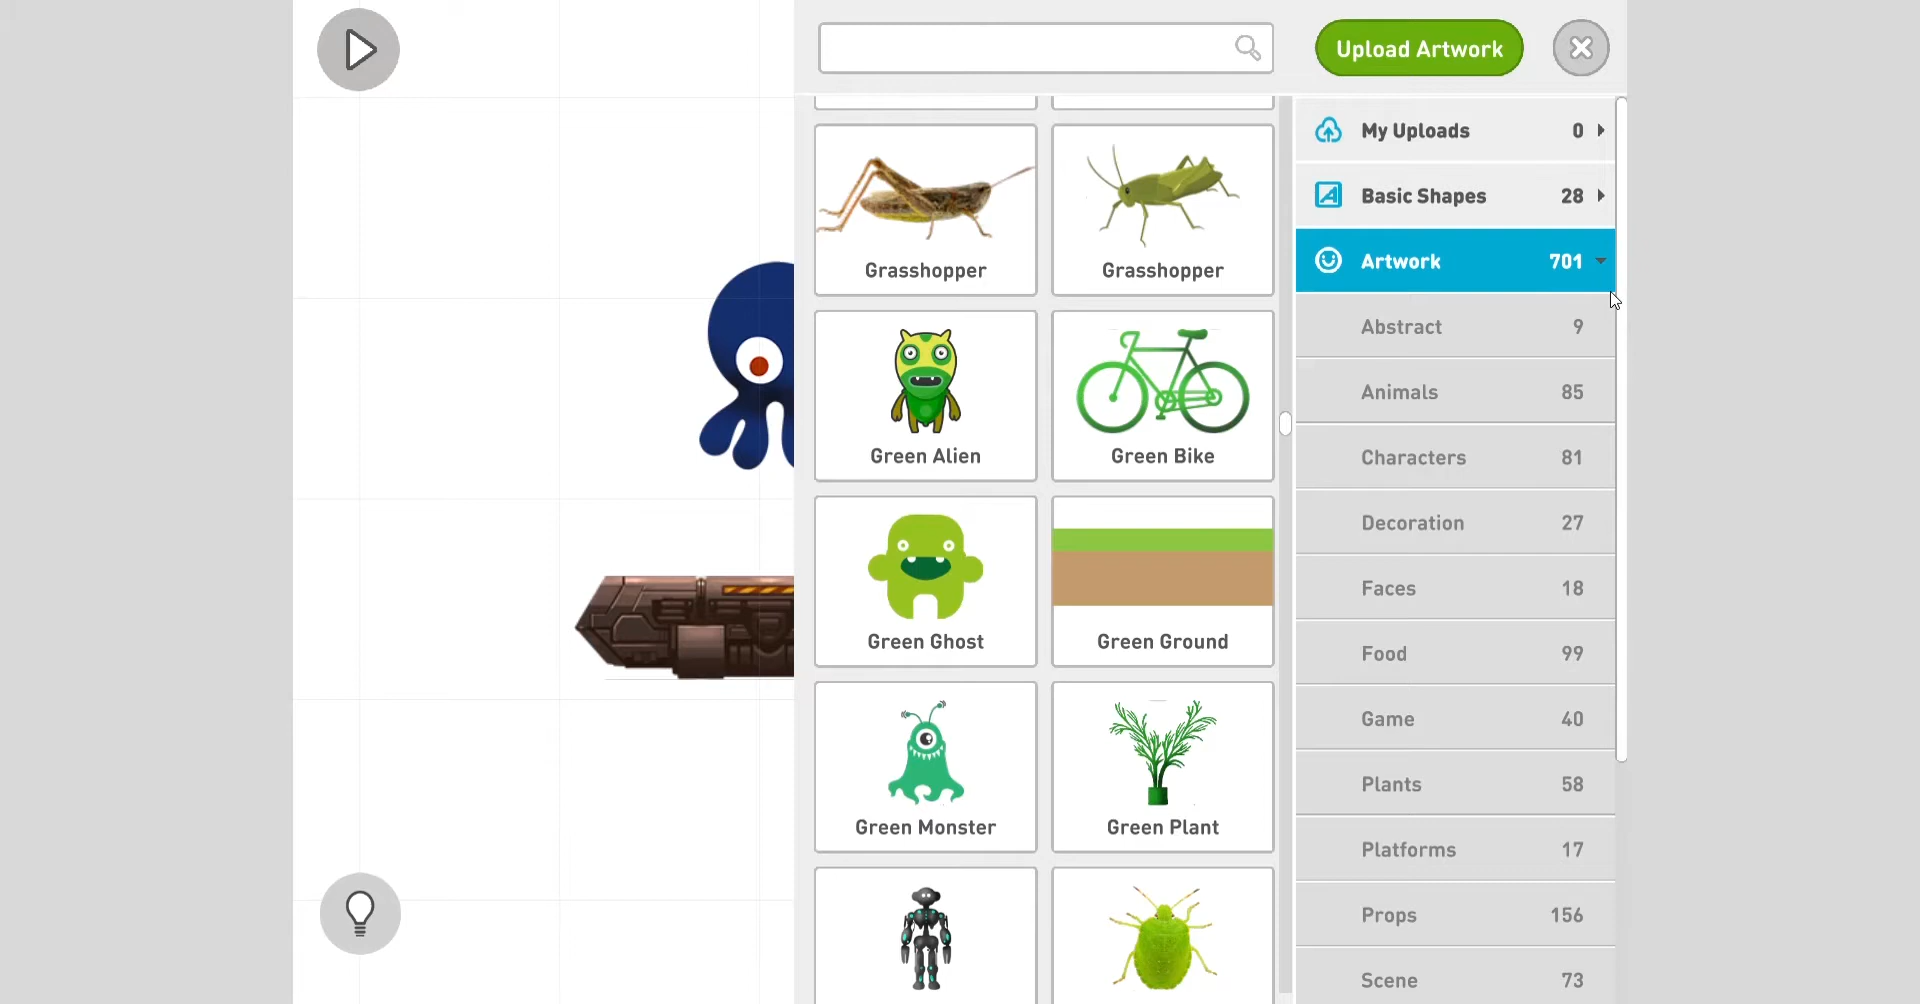 Upload Artwork
Grasshopper
Grasshopper
Green Alien
Green Bike
Green Ghost
Green Ground
Green Monster
Green Plant
My Uploads 0
Basic Shapes 28
Artwork 701
Abstract 9
Animals 85
Characters 81
Decoration 27
Faces 18
Food 99
Game 40
Plants 58
Platforms 17
Props 156
Scene 73